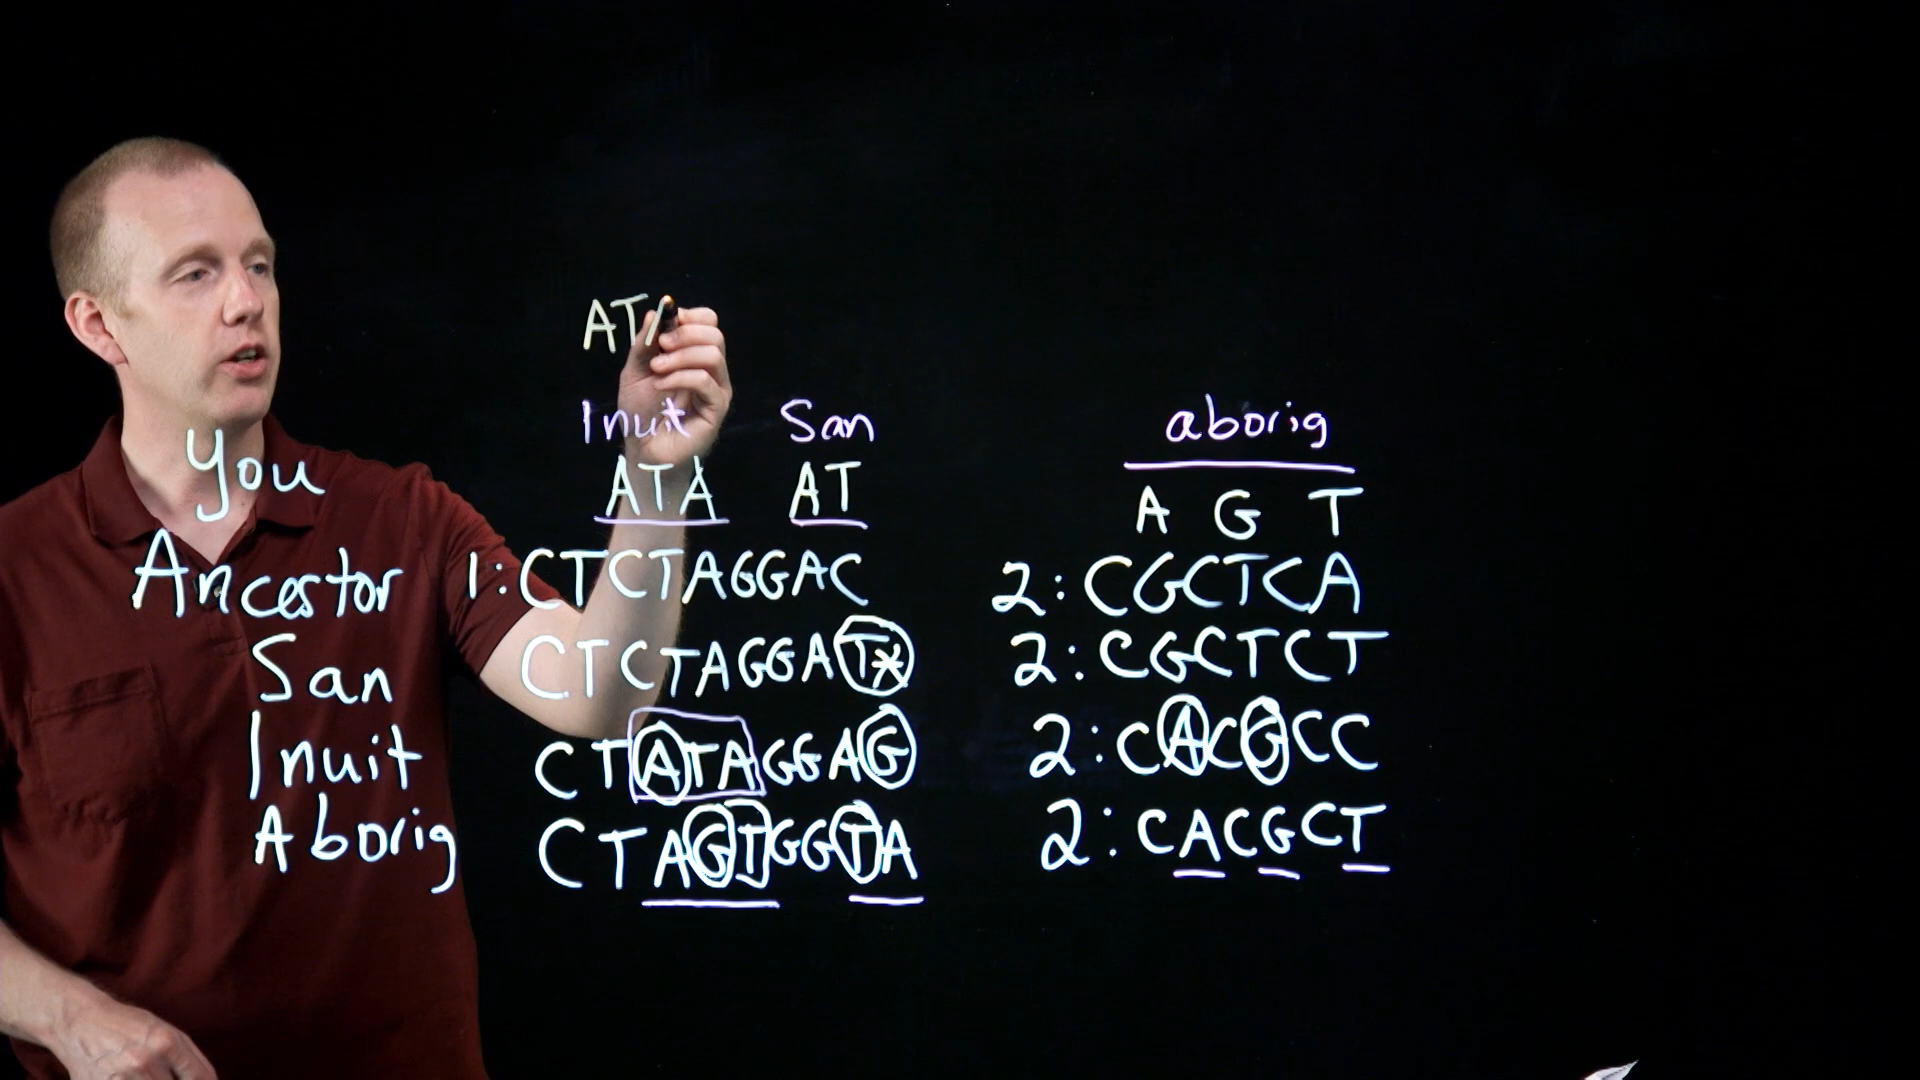 ATA
Inuit San aborig
You ATA AT A G T
Ancestor 1: CTCTAGGAC 2: CGCTCA
San CTCTAGGAT* 2: CGCTCT
Inuit CTATAGGAG 2: CACGCC
Aborig CTAGTGGTA 2: CACGCT